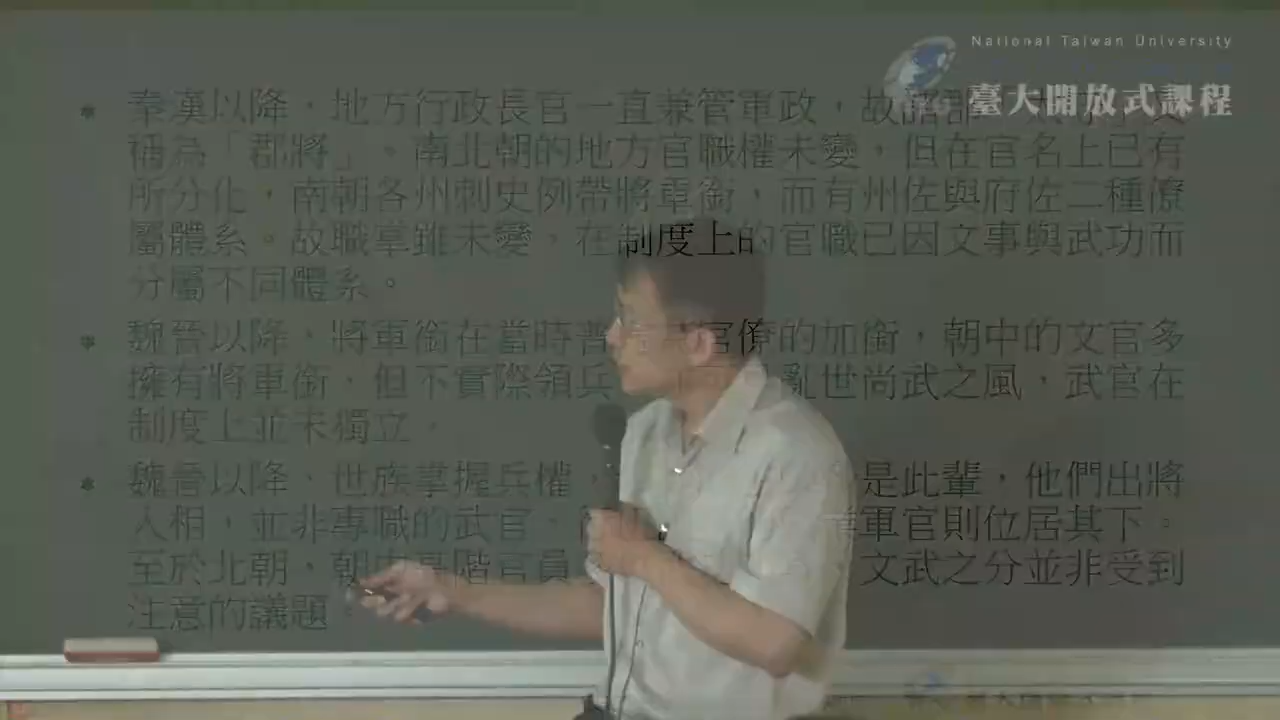 National Taiwan University
臺大開放式課程
秦漢以降，地方行政長官一直兼管軍政，故
稱為「郡將」。南北朝的地方官職權未變，但在官名上已有
所分化，南朝各州刺史例帶將軍銜，而有州佐與府佐二種僚
屬體系。故職掌雖未變，在制度上的官職已因文事與武功而
分屬不同體系。
魏晉以降，將軍銜在當時普 官僚的加銜，朝中的文官多
擁有將軍銜，但不實際領兵 亂世尚武之風，武官在
制度上並未獨立。
魏晉以降，世族掌握兵權， 是此輩，他們出將
入相，並非專職的武官， 軍官則位居其下。
至於北朝，朝 高階官員 文武之分並非受到
注意的議題